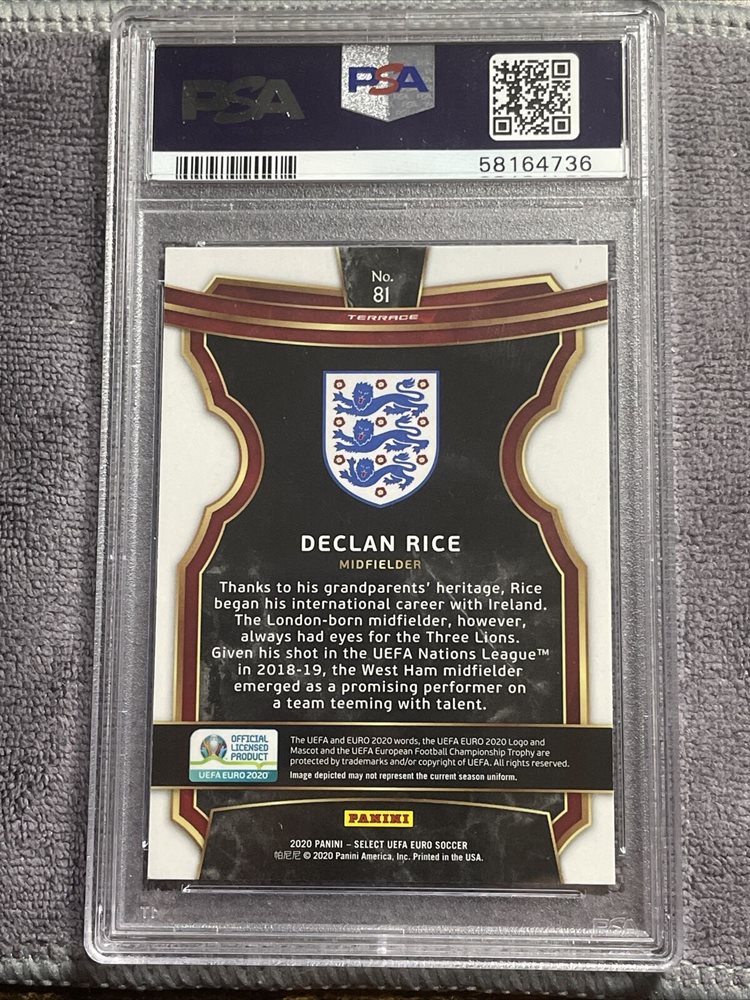 PSA
PSA
58164736
No.
81
TERRACE
DECLAN RICE
MIDFIELDER
Thanks to his grandparents' heritage, Rice
began his international career with Ireland.
The London-born midfielder, however,
always had eyes for the Three Lions.
Given his shot in the UEFA Nations League™
in 2018-19, the West Ham midfielder
emerged as a promising performer on
a team teeming with talent.
OFFICIAL
LICENSED
PRODUCT
UEFA EURO 2020
The UEFA and EURO 2020 words, the UEFA EURO 2020 Logo and
Mascot and the UEFA European Football Championship Trophy are
protected by trademarks and/or copyright of UEFA. All rights reserved.
Image depicted may not represent the current season uniform.
PANINI
2020 PANINI – SELECT UEFA EURO SOCCER
帕尼尼 © 2020 Panini America, Inc. Printed in the USA.
PSA